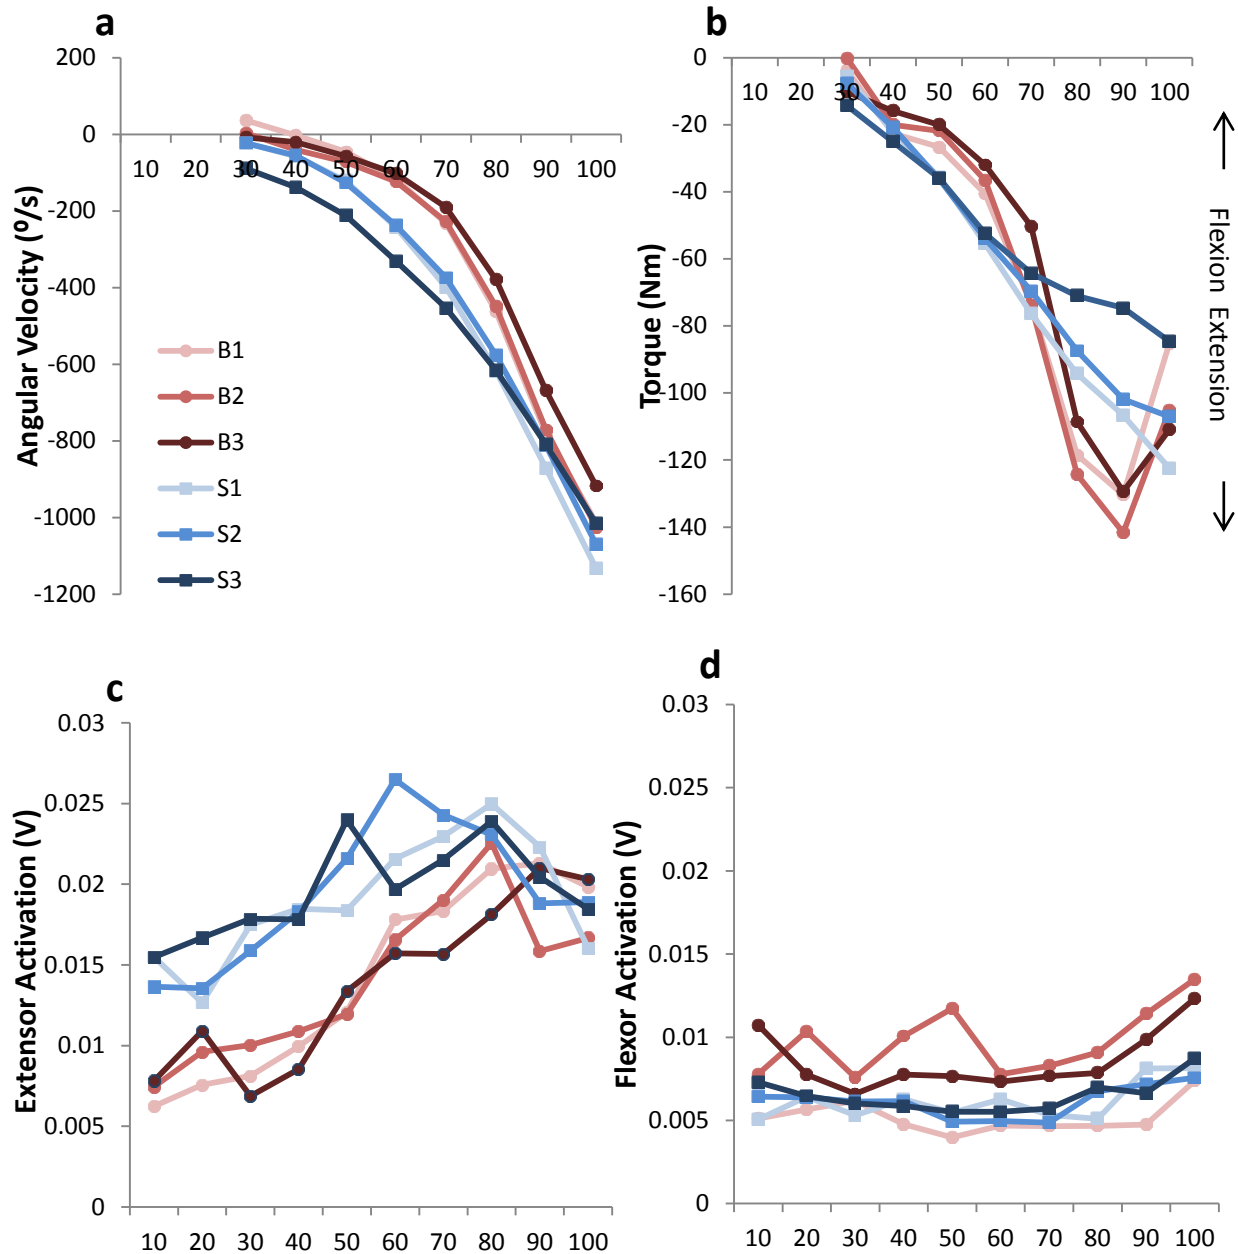 a
200
0
-200
-400
-600
-800
-1000
-1200
10 20 30 40 50 60 70 80 90 100
Angular Velocity (⁰/s)
B1
B2
B3
S1
S2
S3
b
0
-20
-40
-60
-80
-100
-120
-140
-160
10 20 30 40 50 60 70 80 90 100
Torque (Nm)
Flexion Extension
c
0.03
0.025
0.02
0.015
0.01
0.005
0
10 20 30 40 50 60 70 80 90 100
Extensor Activation (V)
d
0.03
0.025
0.02
0.015
0.01
0.005
0
10 20 30 40 50 60 70 80 90 100
Flexor Activation (V)